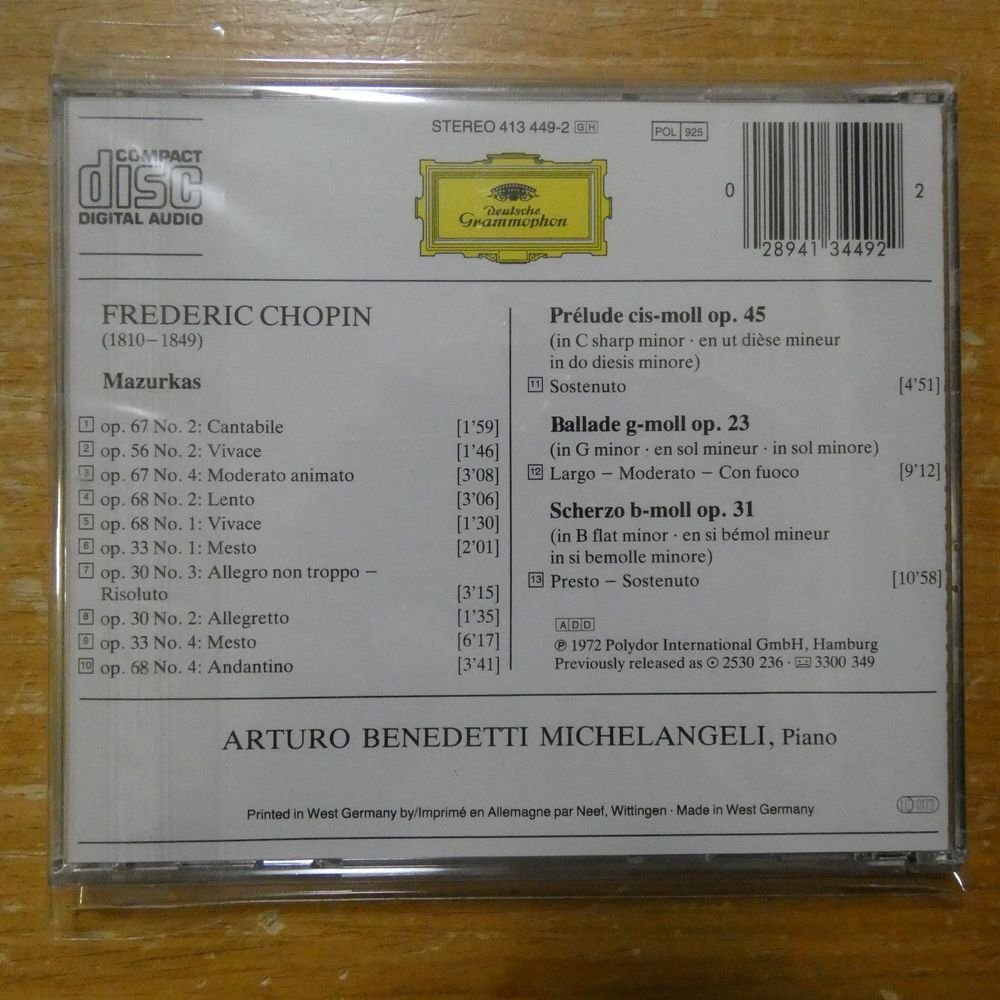 STEREO 413 449-2 GH
POL 925
COMPACT
disc
DIGITAL AUDIO
Deutsche
Grammophon
0 28941 34492 2
FREDERIC CHOPIN
(1810–1849)
Mazurkas
1 op. 67 No. 2: Cantabile [1'59]
2 op. 56 No. 2: Vivace [1'46]
3 op. 67 No. 4: Moderato animato [3'08]
4 op. 68 No. 2: Lento [3'06]
5 op. 68 No. 1: Vivace [1'30]
6 op. 33 No. 1: Mesto [2'01]
7 op. 30 No. 3: Allegro non troppo –
Risoluto [3'15]
8 op. 30 No. 2: Allegretto [1'35]
9 op. 33 No. 4: Mesto [6'17]
10 op. 68 No. 4: Andantino [3'41]
Prélude cis-moll op. 45
(in C sharp minor · en ut dièse mineur
in do diesis minore)
11 Sostenuto [4'51]
Ballade g-moll op. 23
(in G minor · en sol mineur · in sol minore)
12 Largo – Moderato – Con fuoco [9'12]
Scherzo b-moll op. 31
(in B flat minor · en si bémol mineur
in si bemolle minore)
13 Presto – Sostenuto [10'58]
ADD
℗ 1972 Polydor International GmbH, Hamburg
Previously released as 2530 236 · 3300 349
ARTURO BENEDETTI MICHELANGELI, Piano
Printed in West Germany by/Imprimé en Allemagne par Neef, Wittingen · Made in West Germany
LC 0173